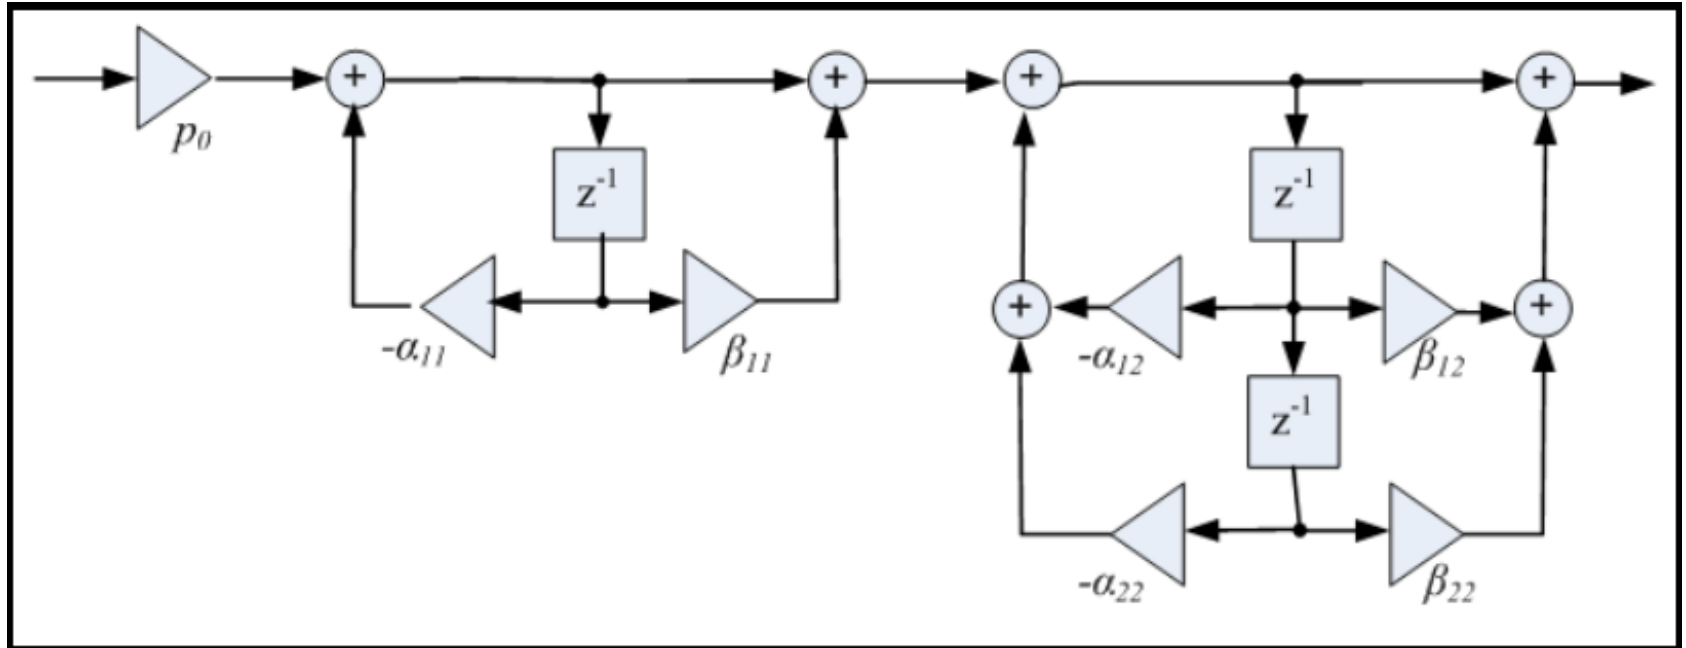 + + + +
p₀
z⁻¹ z⁻¹
+ +
-α₁₁ β₁₁ -α₁₂ β₁₂
z⁻¹
-α₂₂ β₂₂